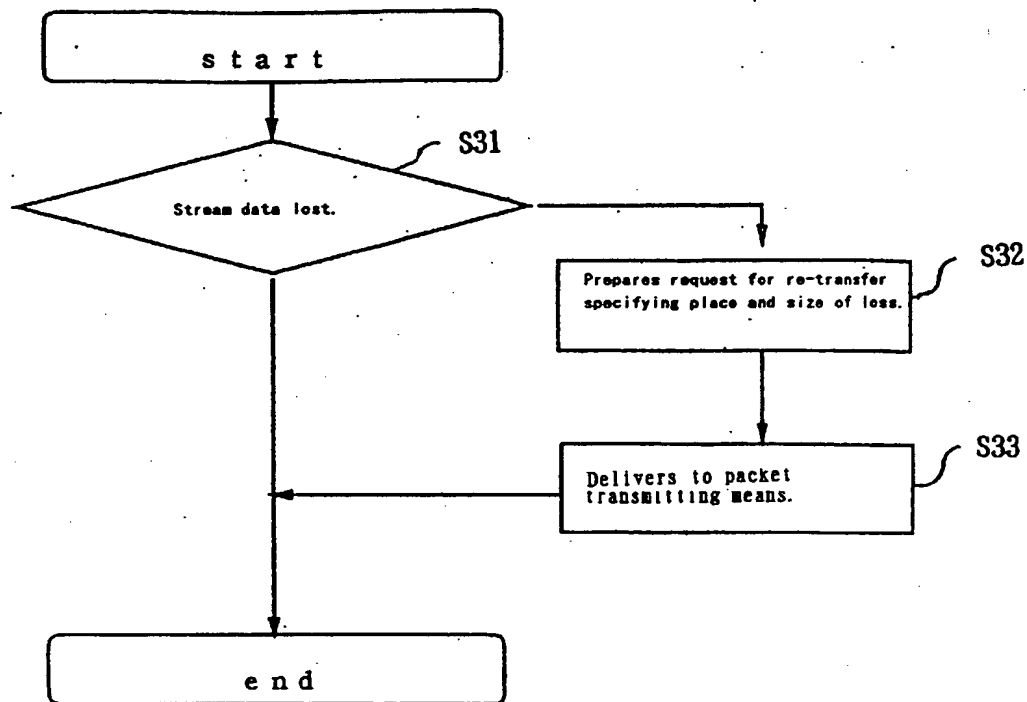 start
S31
Stream data lost.
S32
Prepares request for re-transfer
specifying place and size of loss.
S33
Delivers to packet
transmitting means.
end